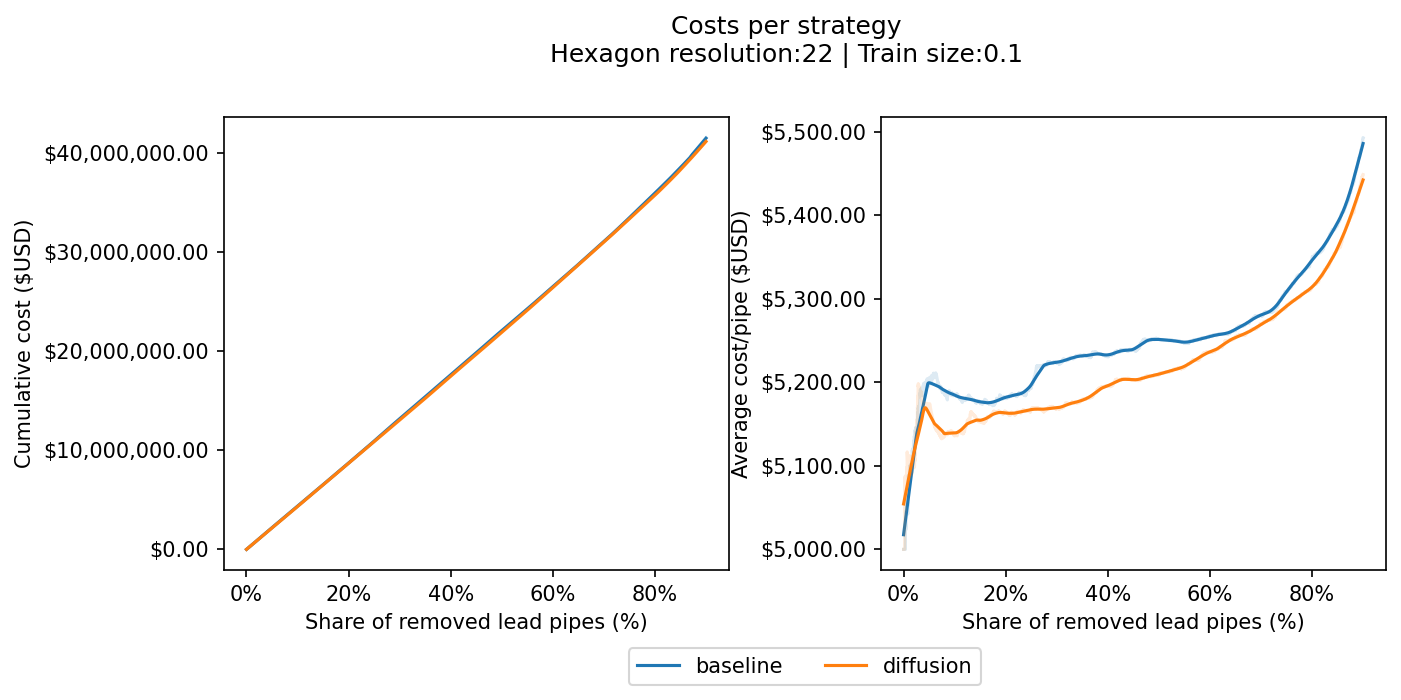 Costs per strategy
Hexagon resolution:22 | Train size:0.1
Cumulative cost ($USD)
$40,000,000.00
$30,000,000.00
$20,000,000.00
$10,000,000.00
$0.00
0% 20% 40% 60% 80%
Share of removed lead pipes (%)
Average cost/pipe ($USD)
$5,500.00
$5,400.00
$5,300.00
$5,200.00
$5,100.00
$5,000.00
0% 20% 40% 60% 80%
Share of removed lead pipes (%)
baseline diffusion